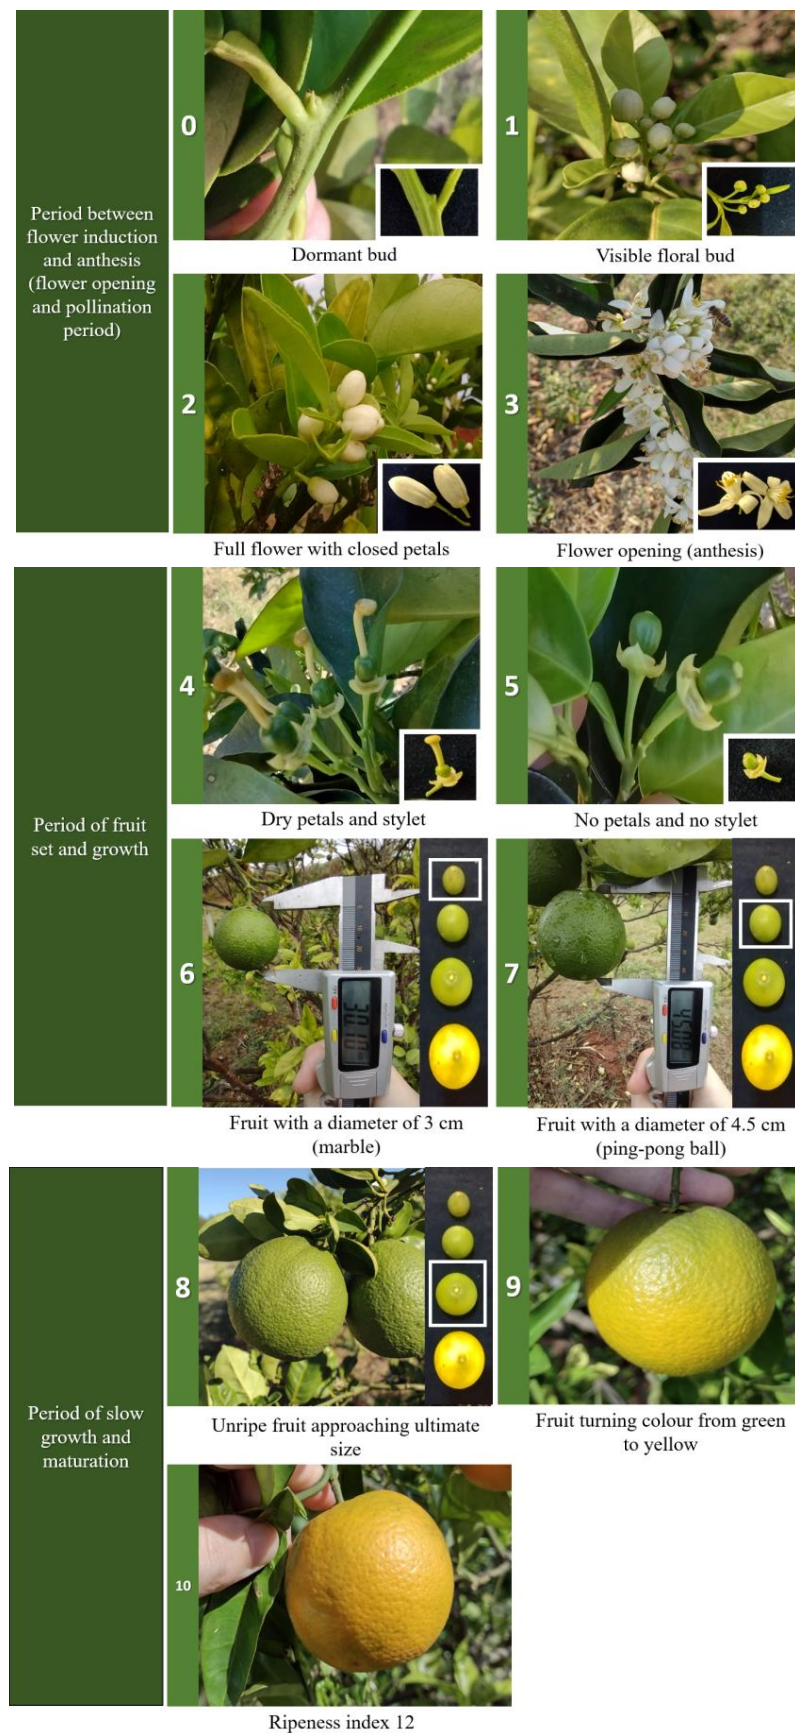 Period between
flower induction
and anthesis
(flower opening
and pollination
period)
0
Dormant bud
1
Visible floral bud
2
Full flower with closed petals
3
Flower opening (anthesis)
Period of fruit
set and growth
4
Dry petals and stylet
5
No petals and no stylet
6
Fruit with a diameter of 3 cm
(marble)
7
Fruit with a diameter of 4.5 cm
(ping-pong ball)
Period of slow
growth and
maturation
8
Unripe fruit approaching ultimate
size
9
Fruit turning colour from green
to yellow
10
Ripeness index 12